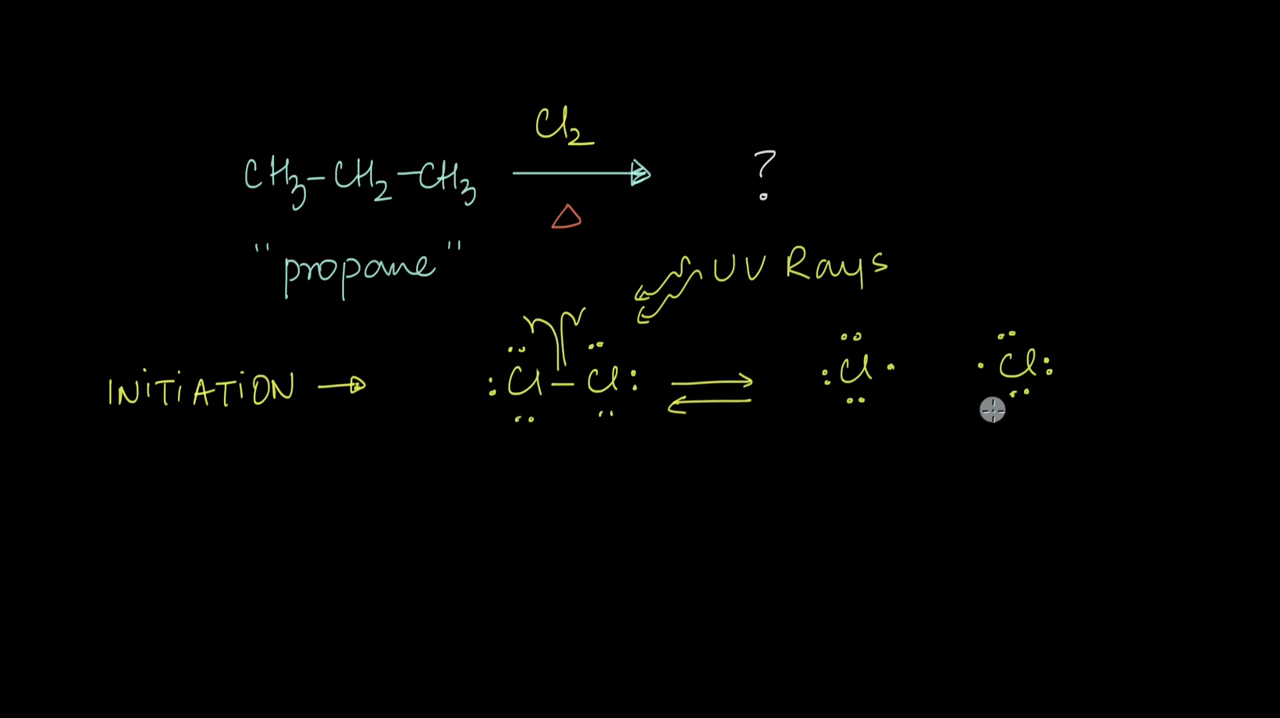 Cl2
CH3-CH2-CH3 → ?
△
"propane"
UV Rays
INITIATION → :Cl-Cl: ⇌ :Cl· ·Cl: